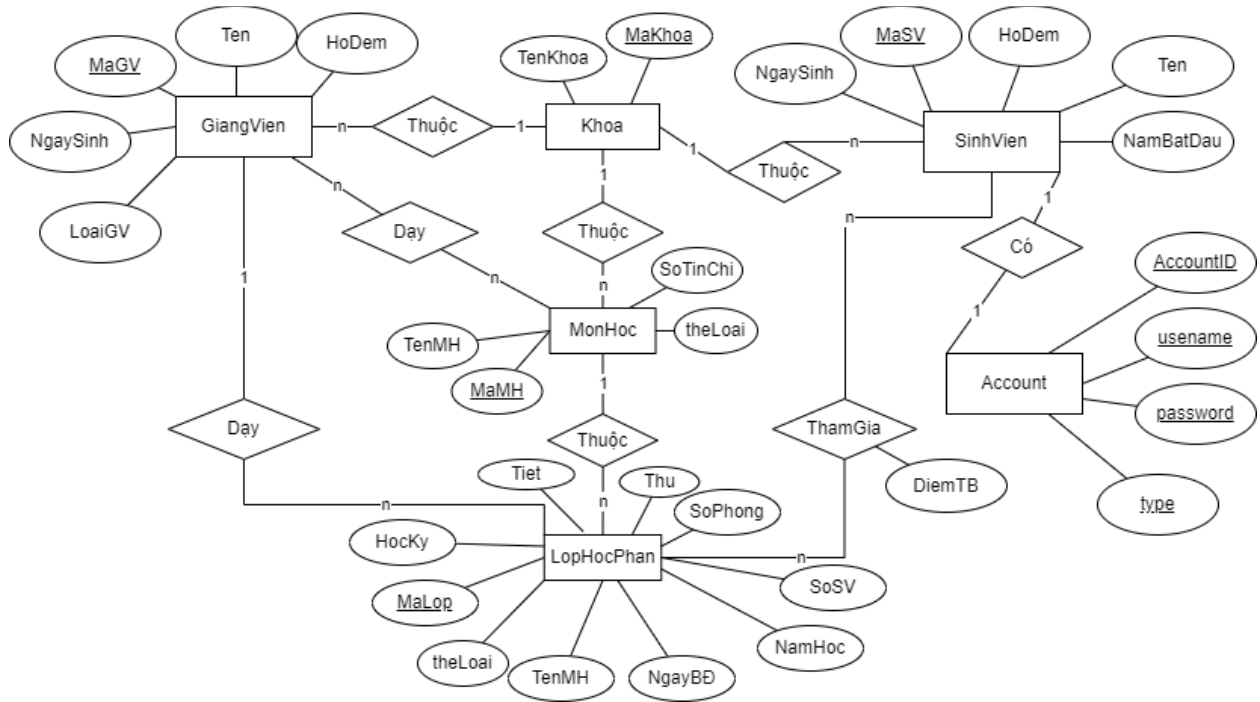 Ten
HoDem
MaGV
NgaySinh
LoaiGV
GiangVien
n
Thuộc
1
TenKhoa
MaKhoa
Khoa
1
Thuộc
n
NgaySinh
MaSV
HoDem
Ten
NamBatDau
SinhVien
n
Dạy
n
1
Thuộc
n
SoTinChi
theLoai
TenMH
MaMH
MonHoc
1
Có
1
AccountID
usename
password
type
Account
1
Dạy
n
1
Thuộc
n
n
ThamGia
DiemTB
n
Tiet
Thu
SoPhong
HocKy
LopHocPhan
MaLop
SoSV
theLoai
TenMH
NgayBĐ
NamHoc